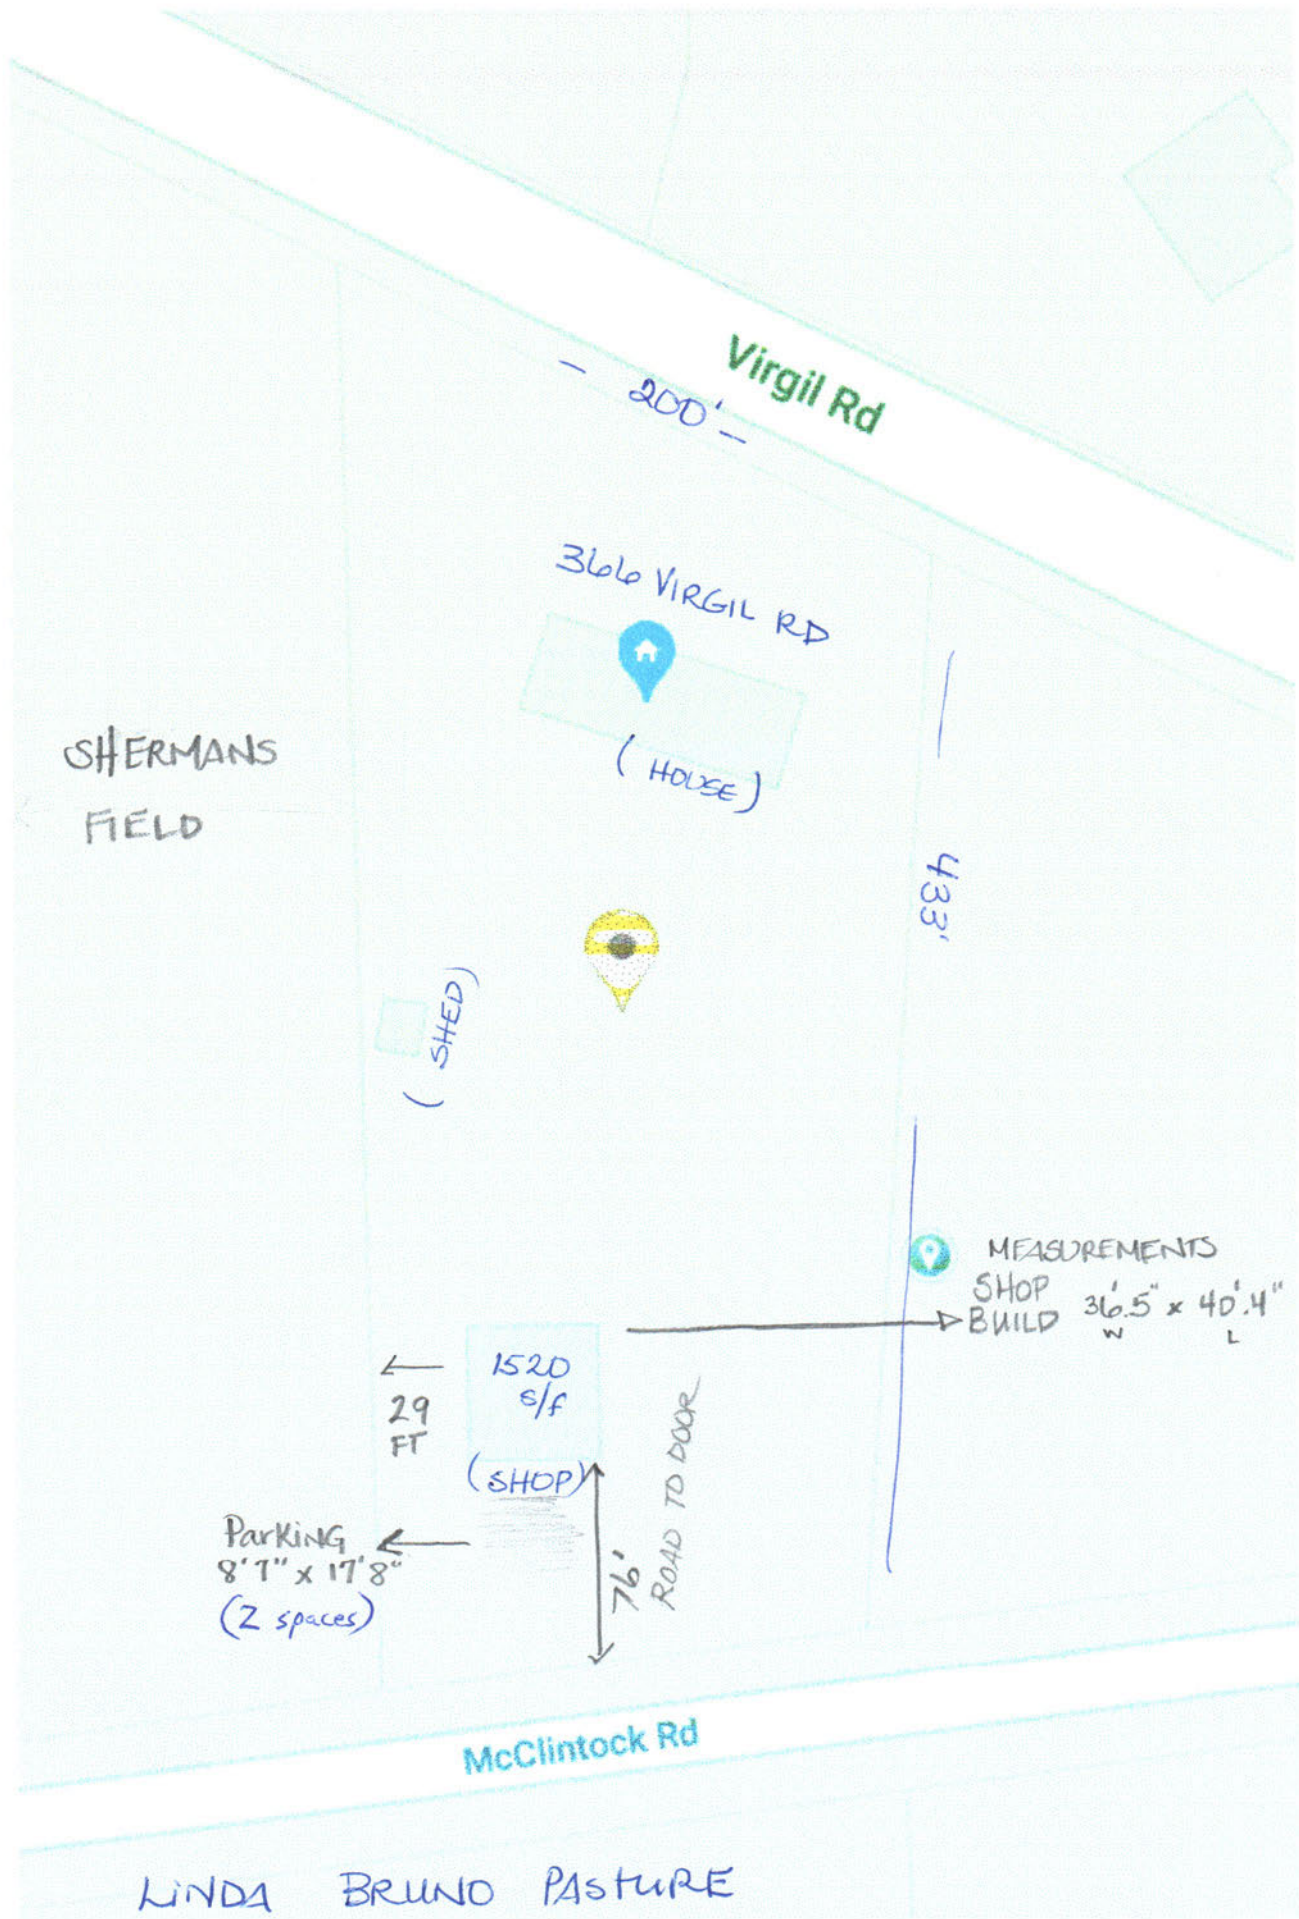 Virgil Rd
- 200' -
366 VIRGIL RD
(HOUSE)
SHERMANS
FIELD
433'
(SHED)
MEASUREMENTS
SHOP
BUILD 36'.5" x 40'.4"
W L
1520
s/f
(SHOP)
29
FT
ROAD TO DOOR
76'
Parking
8'7" x 17'8"
(2 spaces)
McClintock Rd
LINDA BRUNO PASTURE